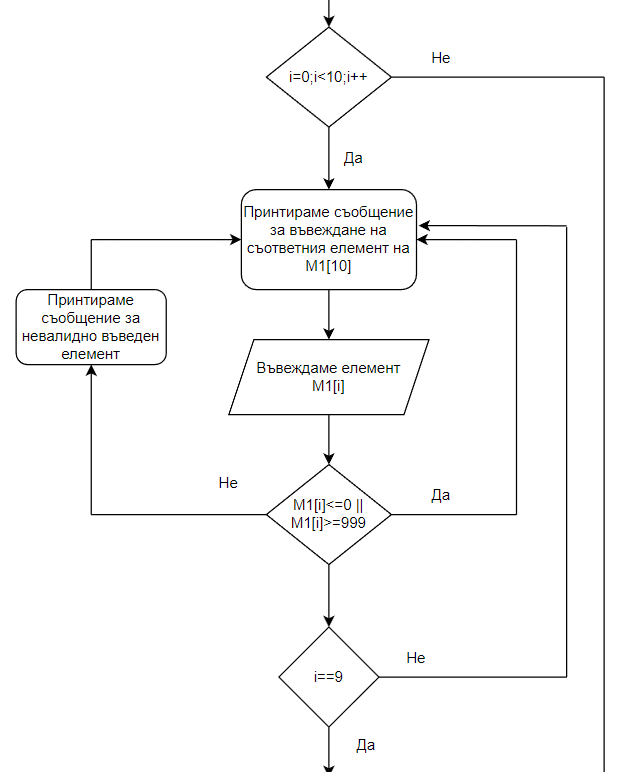 i=0;i<10;i++
Не
Да
Принтираме съобщение
за въвеждане на
съответния елемент на
M1[10]
Принтираме
съобщение за
невалидно въведен
елемент
Въвеждаме елемент
M1[i]
Не
Да
M1[i]<=0 ||
M1[i]>=999
i==9
Не
Да